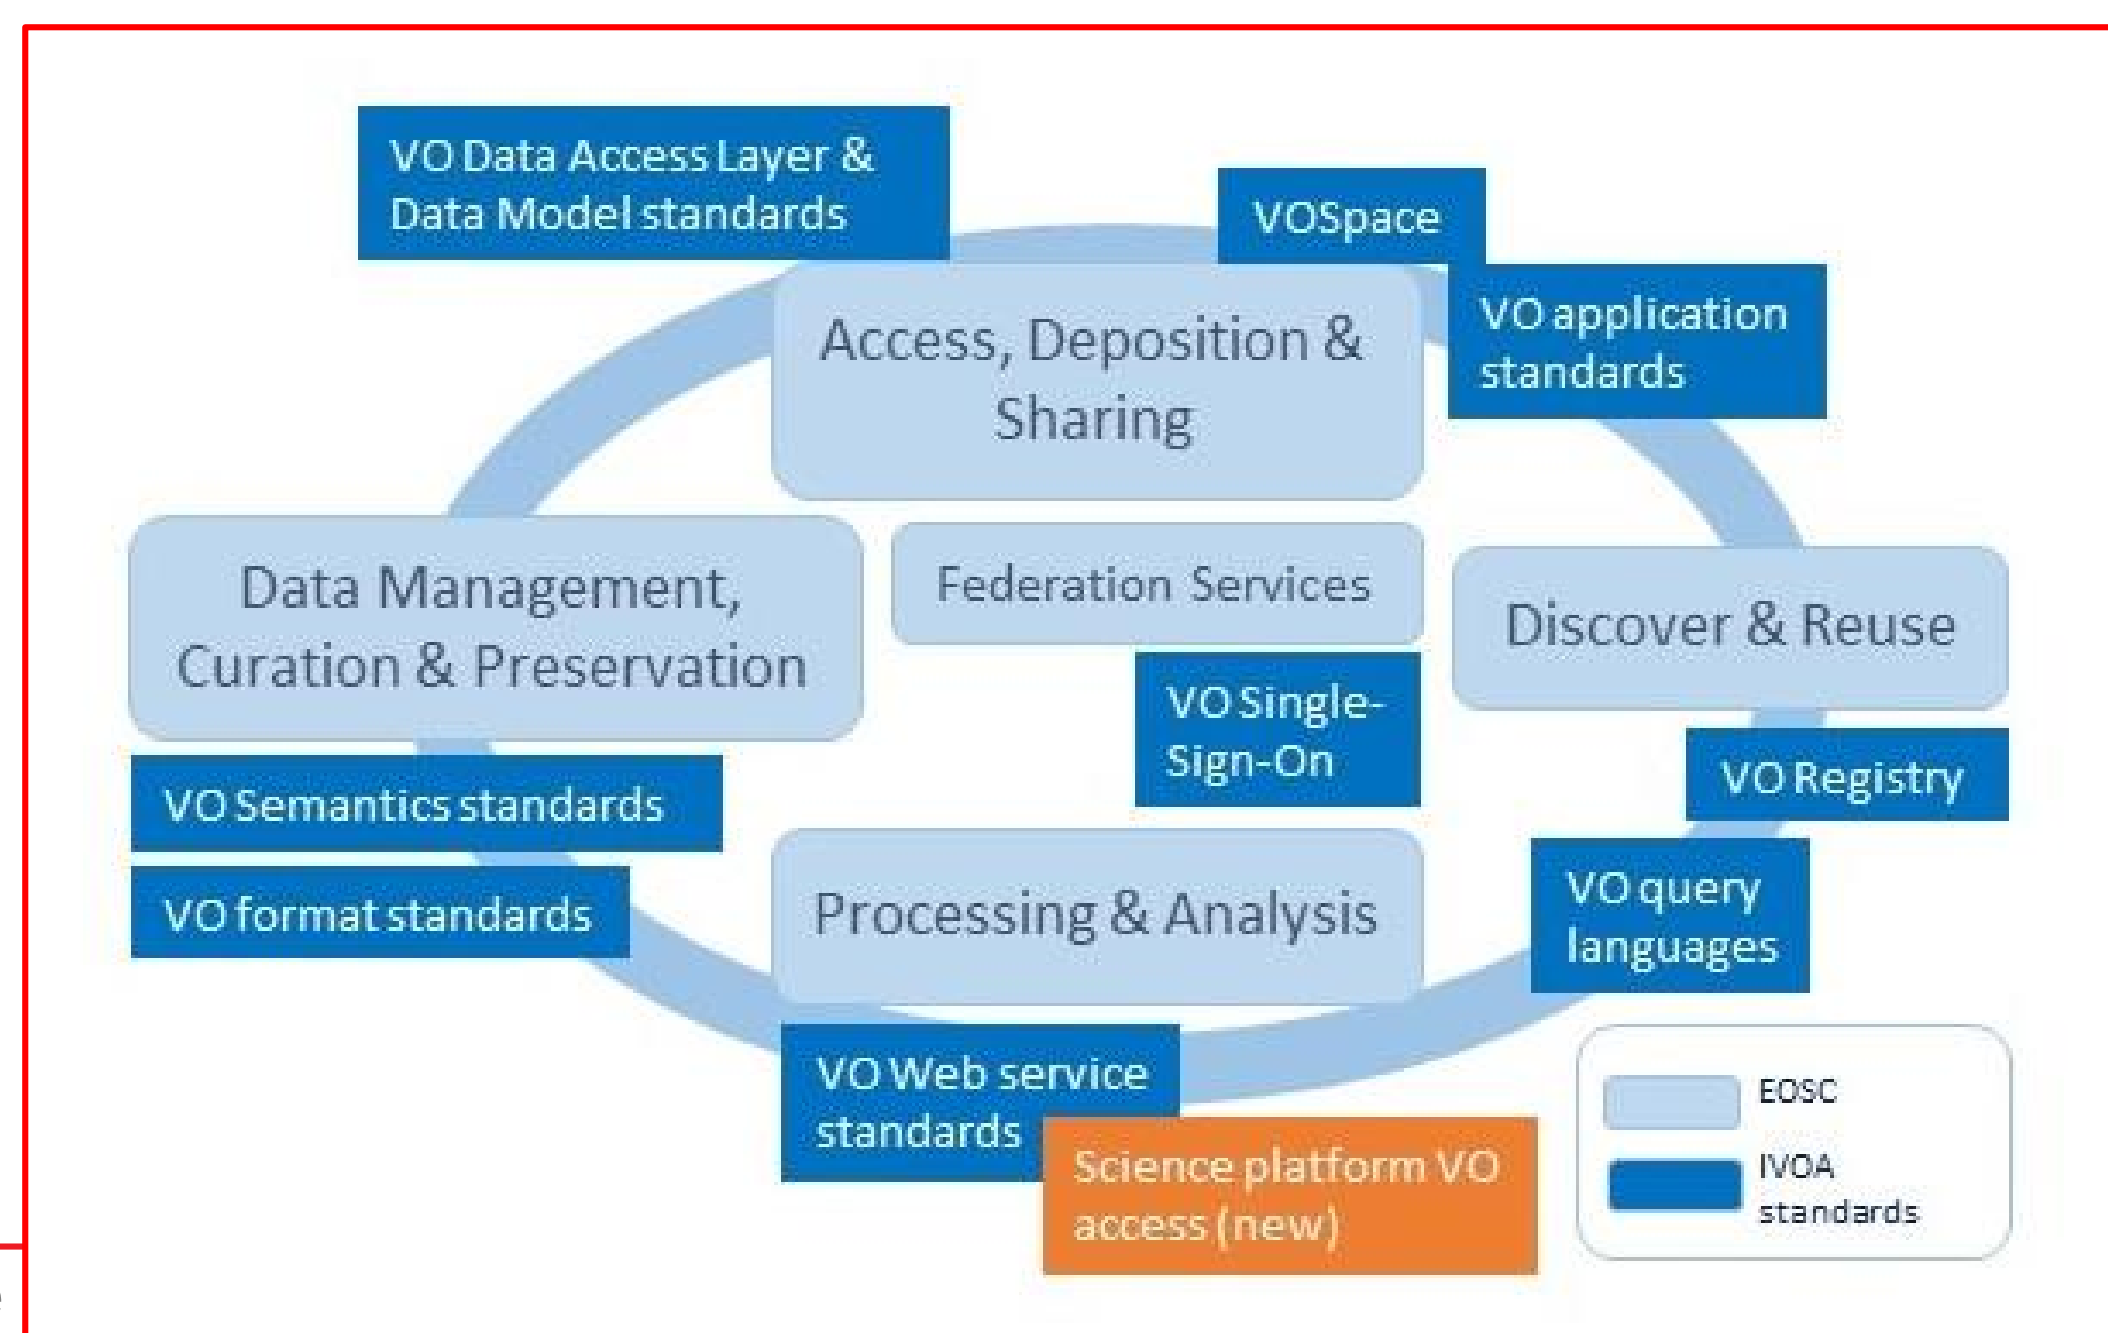 VO Data Access Layer &
Data Model standards
VOSpace
VO application
standards
Access, Deposition &
Sharing
Data Management,
Curation & Preservation
Federation Services
Discover & Reuse
VO Single-
Sign-On
VO Registry
VO Semantics standards
VO format standards
Processing & Analysis
VO query
languages
VO Web service
standards
Science platform VO
access (new)
EOSC
IVOA
standards